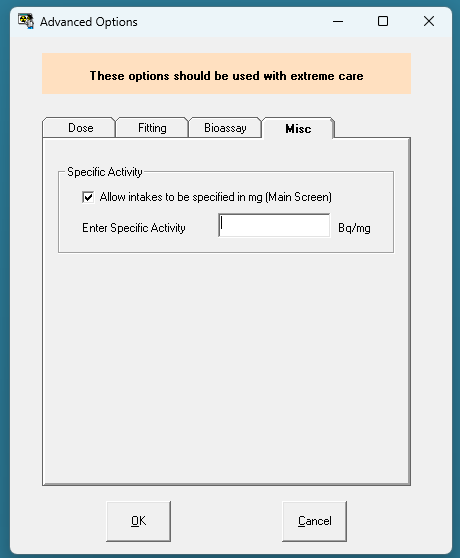 Advanced Options
These options should be used with extreme care
Dose Fitting Bioassay Misc
Specific Activity
Allow intakes to be specified in mg (Main Screen)
Enter Specific Activity Bq/mg
OK Cancel